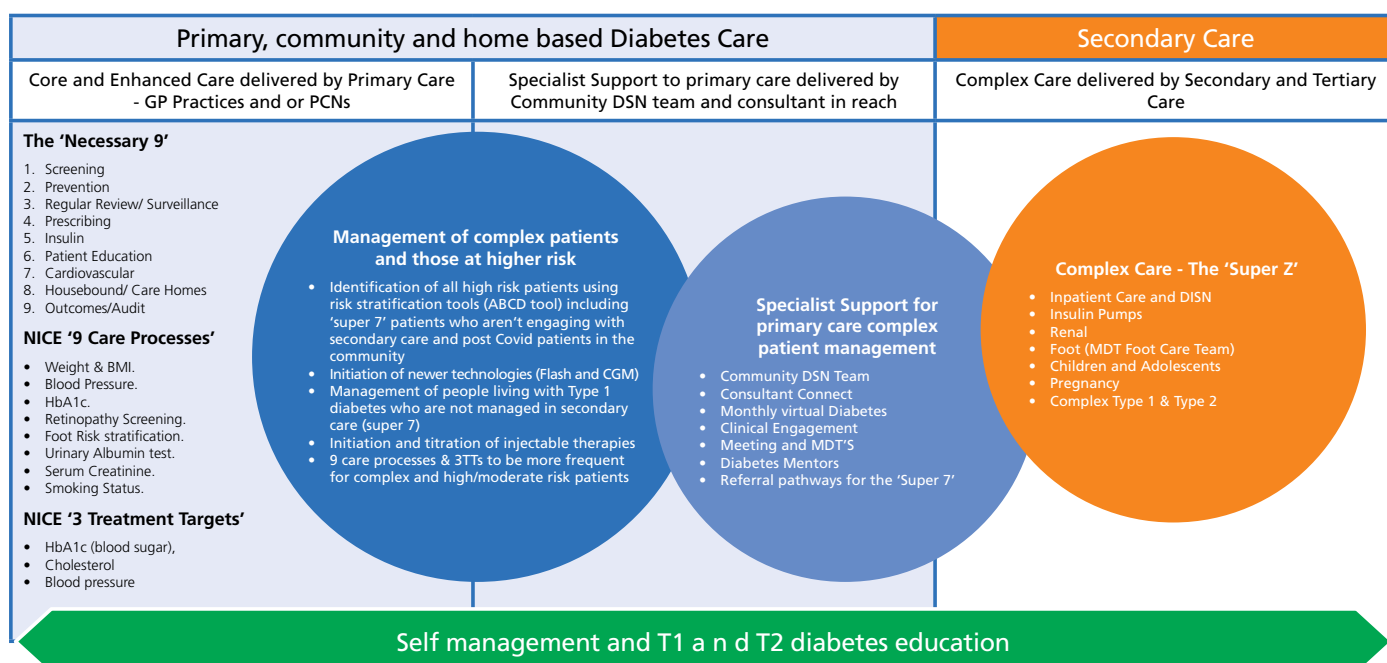 Primary, community and home based Diabetes Care
Secondary Care
Core and Enhanced Care delivered by Primary Care
- GP Practices and or PCNs
Specialist Support to primary care delivered by
Community DSN team and consultant in reach
Complex Care delivered by Secondary and Tertiary
Care
The ‘Necessary 9’
1. Screening
2. Prevention
3. Regular Review/ Surveillance
4. Prescribing
5. Insulin
6. Patient Education
7. Cardiovascular
8. Housebound/ Care Homes
9. Outcomes/Audit
NICE ‘9 Care Processes’
• Weight & BMI.
• Blood Pressure.
• HbA1c.
• Retinopathy Screening.
• Foot Risk stratification.
• Urinary Albumin test.
• Serum Creatinine.
• Smoking Status.
NICE ‘3 Treatment Targets’
• HbA1c (blood sugar),
• Cholesterol
• Blood pressure
Management of complex patients
and those at higher risk
• Identification of all high risk patients using
risk stratification tools (ABCD tool) including
‘super 7’ patients who aren’t engaging with
secondary care and post Covid patients in the
community
• Initiation of newer technologies (Flash and CGM)
• Management of people living with Type 1
diabetes who are not managed in secondary
care (super 7)
• Initiation and titration of injectable therapies
• 9 care processes & 3TTs to be more frequent
for complex and high/moderate risk patients
Specialist Support for
primary care complex
patient management
• Community DSN Team
• Consultant Connect
• Monthly virtual Diabetes
• Clinical Engagement
• Meeting and MDT’S
• Diabetes Mentors
• Referral pathways for the ‘Super 7’
Complex Care - The ‘Super Z’
• Inpatient Care and DISN
• Insulin Pumps
• Renal
• Foot (MDT Foot Care Team)
• Children and Adolescents
• Pregnancy
• Complex Type 1 & Type 2
Self management and T1 a n d T2 diabetes education